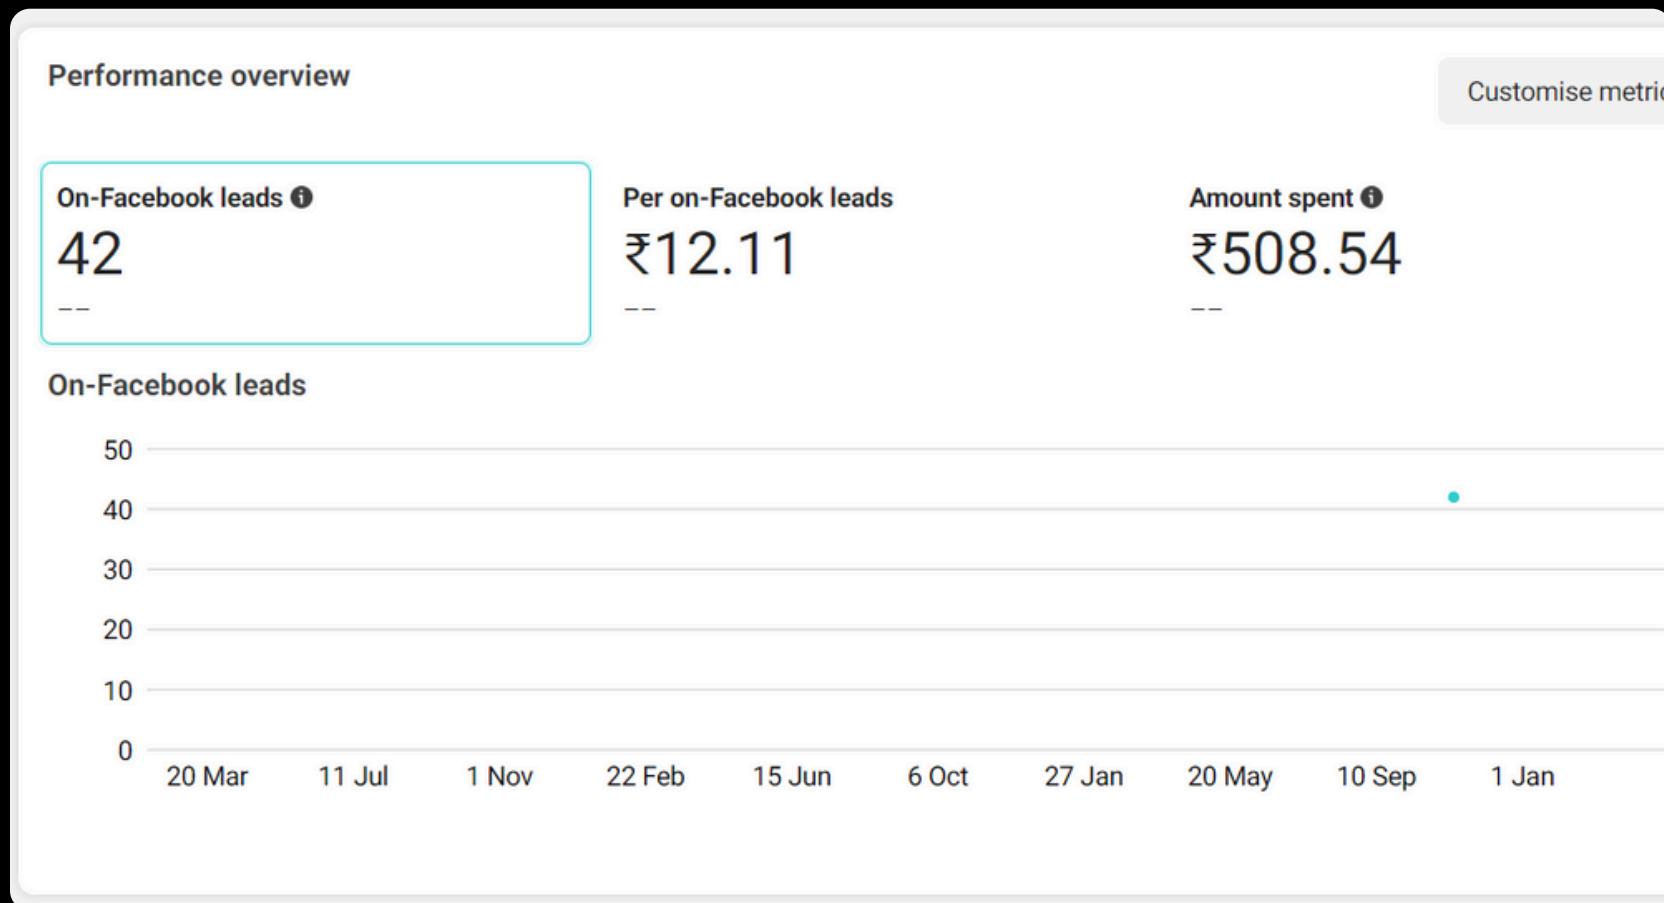 Performance overview
Customise metric
On-Facebook leads
42
--
Per on-Facebook leads
₹12.11
--
Amount spent
₹508.54
--
On-Facebook leads
50
40
30
20
10
0
20 Mar 11 Jul 1 Nov 22 Feb 15 Jun 6 Oct 27 Jan 20 May 10 Sep 1 Jan